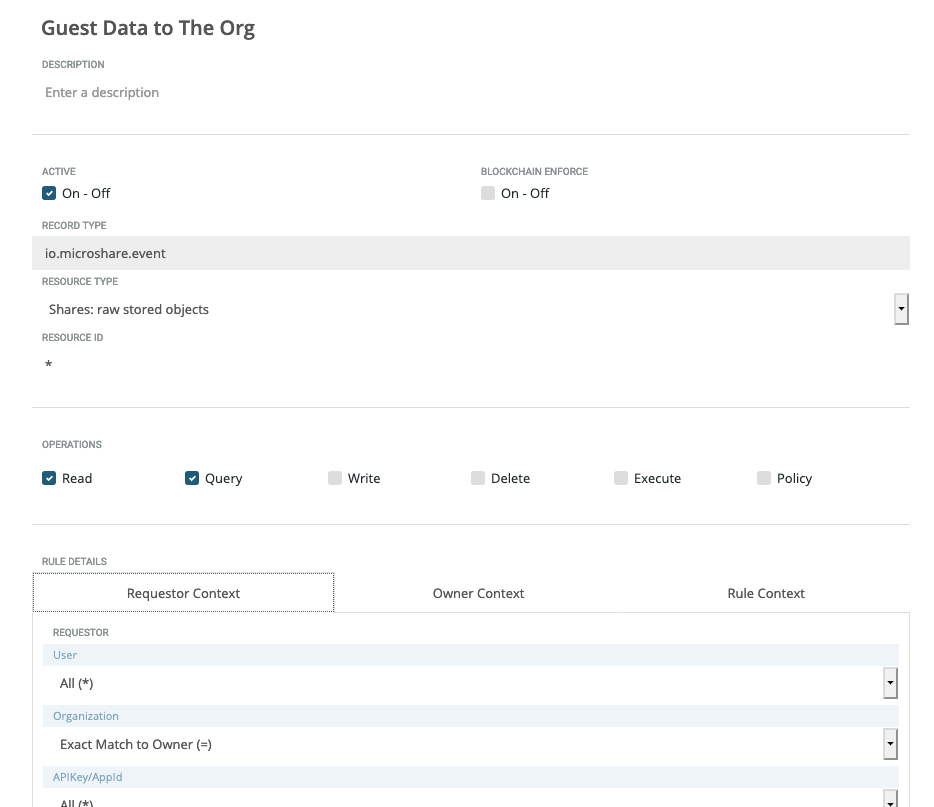 Guest Data to The Org
DESCRIPTION
Enter a description
ACTIVE BLOCKCHAIN ENFORCE
On - Off On - Off
RECORD TYPE
io.microshare.event
RESOURCE TYPE
Shares: raw stored objects
RESOURCE ID
*
OPERATIONS
Read Query Write Delete Execute Policy
RULE DETAILS
Requestor Context Owner Context Rule Context
REQUESTOR
User
All (*)
Organization
Exact Match to Owner (=)
APIKey/AppId
All (*)